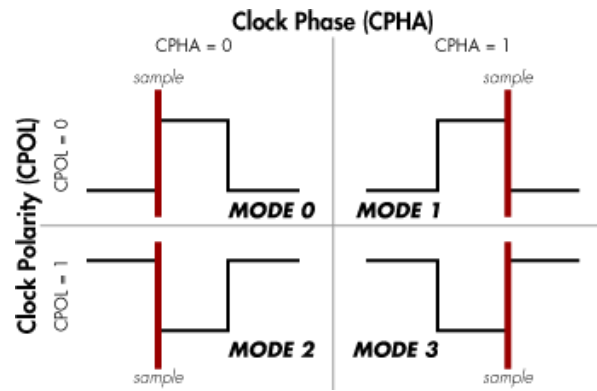 Clock Phase (CPHA)
CPHA = 0
CPHA = 1
sample
sample
Clock Polarity (CPOL)
CPOL = 0
MODE 0
MODE 1
CPOL = 1
MODE 2
MODE 3
sample
sample